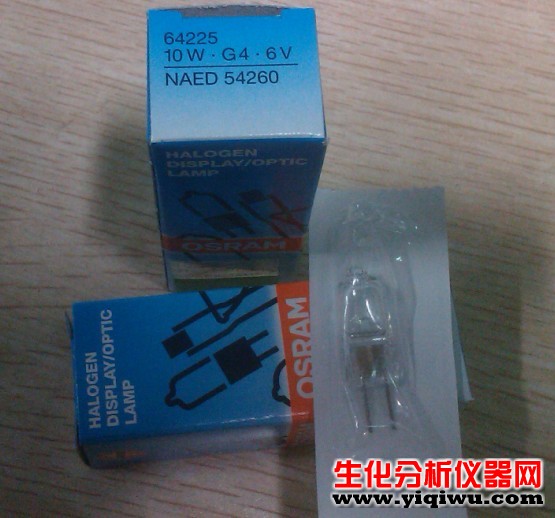 64225
10 W · G 4 · 6 V
NAED 54260
HALOGEN
DISPLAY/OPTIC
LAMP
OSRAM
HALOGEN
DISPLAY/OPTIC
LAMP
OSRAM
生化分析仪器网
www.yiqiwu.com